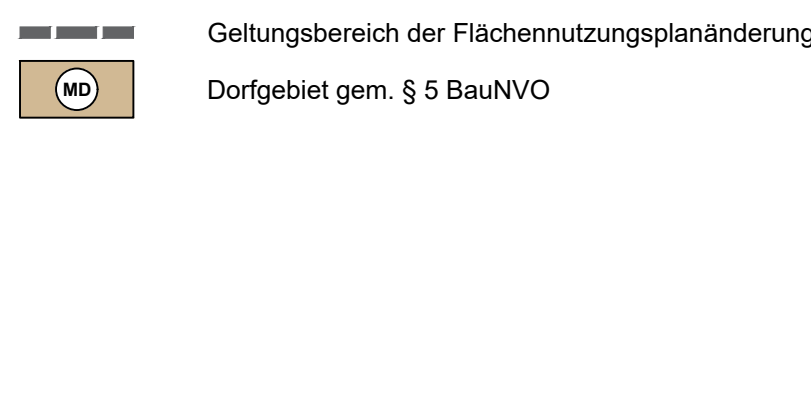 Geltungsbereich der Flächennutzungsplanänderung
MD
Dorfgebiet gem. § 5 BauNVO